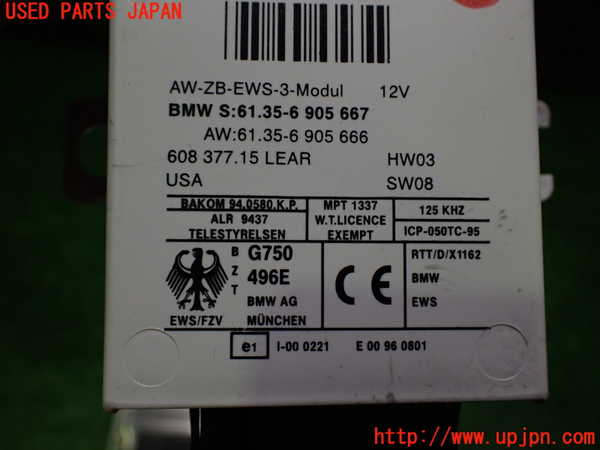 USED PARTS JAPAN
AW-ZB-EWS-3-Modul 12V
BMW S:61.35-6 905 667
AW:61.35-6 905 666
608 377.15 LEAR HW03
USA SW08
BAKOM 94.0580.K.P.
ALR 9437
TELESTYRELSEN
MPT 1337
W.T.LICENCE
EXEMPT
125 KHZ
ICP-050TC-95
B Z T
G750
496E
BMW AG
EWS/FZV MÜNCHEN
CE
RTT/D/X1162
BMW
EWS
e1 I-00 0221 E 00 96 0801
http://www.upjpn.com/